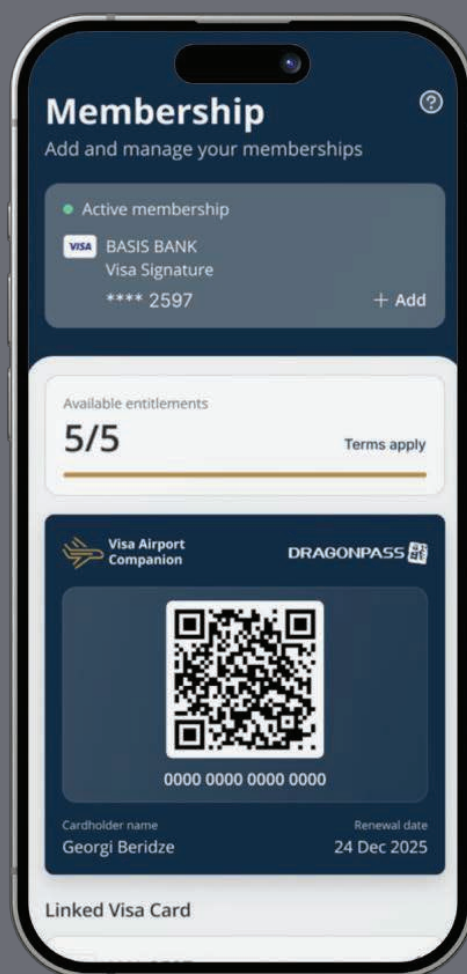 Membership
Add and manage your memberships
Active membership
VISA
BASIS BANK
Visa Signature
**** 2597
+ Add
Available entitlements
5/5
Terms apply
Visa Airport
Companion
DRAGONPASS
0000 0000 0000 0000
Cardholder name
Georgi Beridze
Renewal date
24 Dec 2025
Linked Visa Card